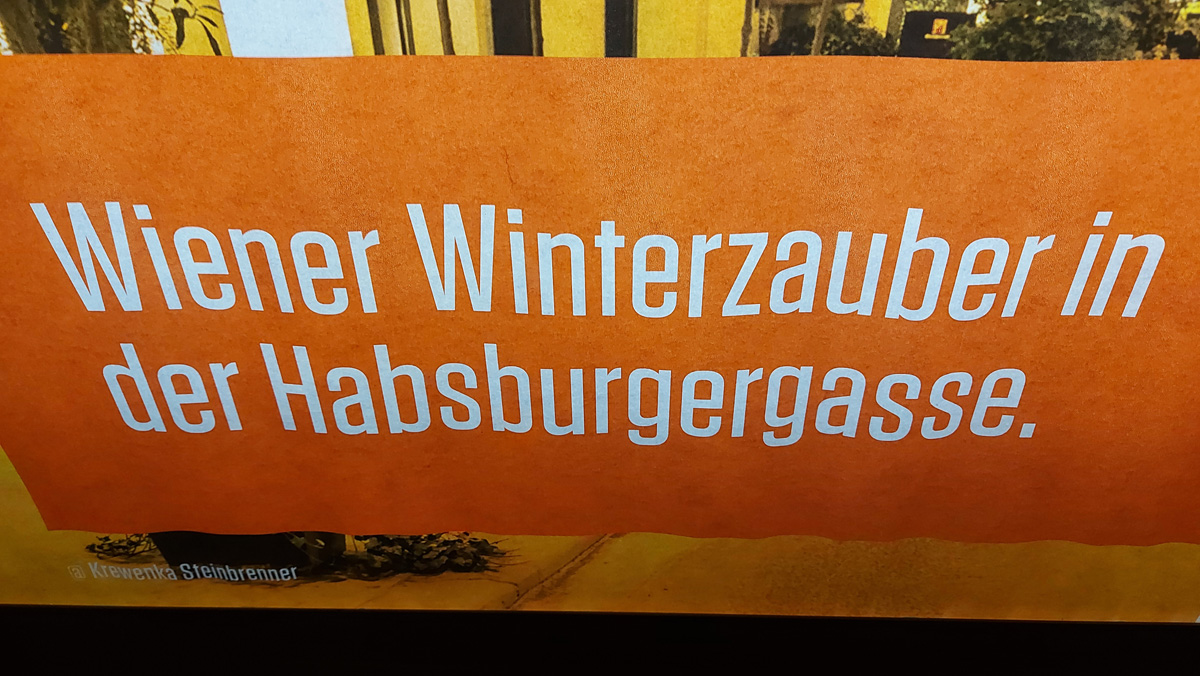 Wiener Winterzauber in
der Habsburgergasse.
@ Krewenka Steinbrenner